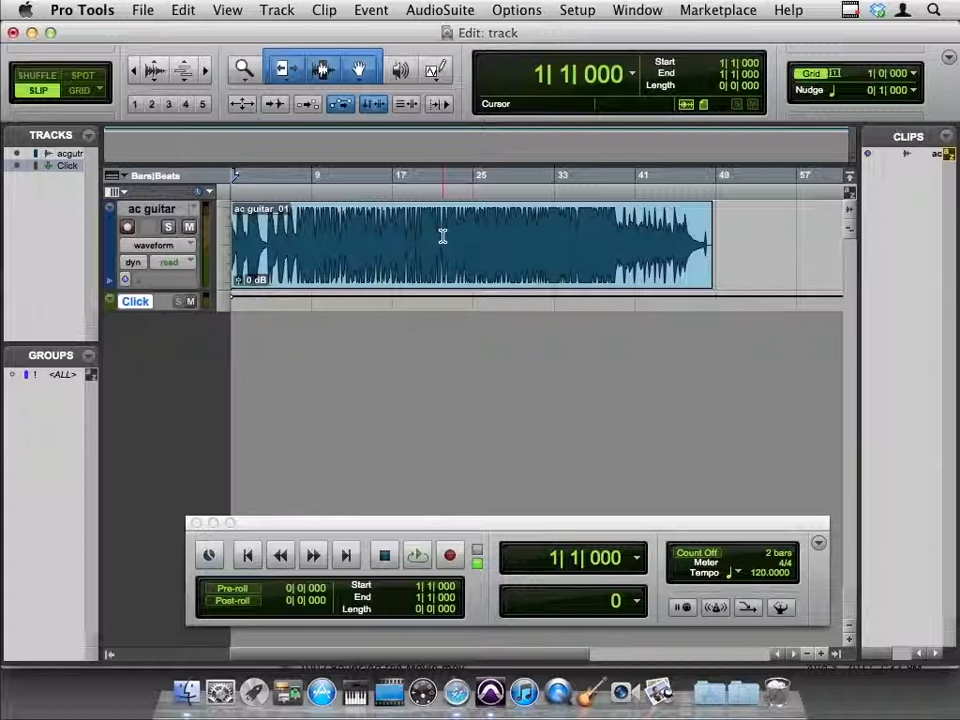 Pro Tools File Edit View Track Clip Event AudioSuite Options Setup Window Marketplace Help
Edit: track
SHUFFLE SPOT
SLIP GRID
1 2 3 4 5
1| 1| 000
Start 1| 1| 000
End 1| 1| 000
Length 0| 0| 000
Cursor
Grid 1| 0| 000
Nudge 0| 1| 000
TRACKS
acgutr
Click
CLIPS
ac
Bars|Beats
9 17 25 33 41 49 57
ac guitar
S M
waveform
dyn read
ac guitar_01
0 dB
Click S M
GROUPS
! <ALL>
1| 1| 000
0
Count Off 2 bars
Meter 4/4
Tempo 120.0000
Pre-roll 0| 0| 000
Post-roll 0| 0| 000
Start 1| 1| 000
End 1| 1| 000
Length 0| 0| 000